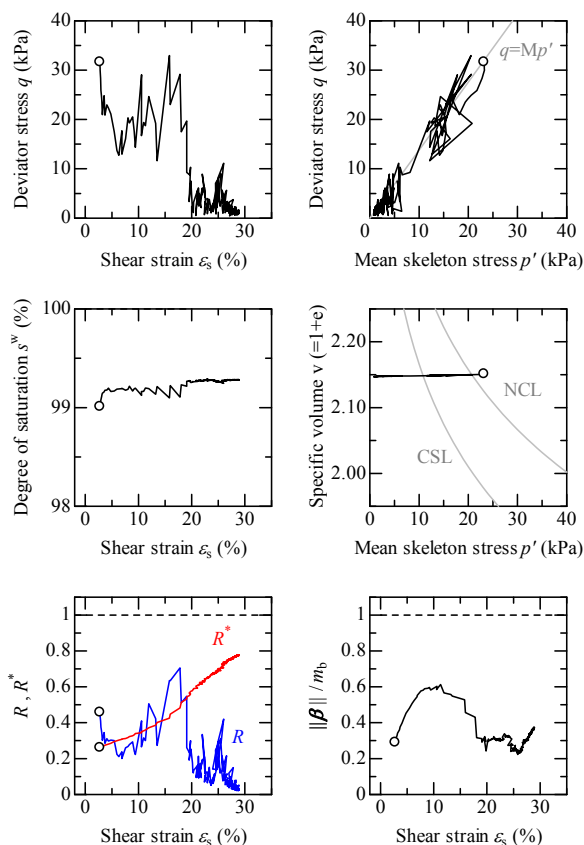 Deviator stress q (kPa)
40
30
20
10
0
0 10 20 30 40
Shear strain εs (%)
Deviator stress q (kPa)
40
30
20
10
0
0 10 20 30 40
(kPa)
Mean skeleton stress p′
q=Mp′
Degree of saturation sʷ (%)
100
99
98
0 10 20 30 40
Shear strain εs (%)
Specific volume v (=1+e)
2.20
2.10
2.00
0 10 20 30 40
Mean skeleton stress p′ (kPa)
NCL
CSL
R , R*
1
0.8
0.6
0.4
0.2
0
0 10 20 30 40
Shear strain εs (%)
R*
R
||β|| / mb
1
0.8
0.6
0.4
0.2
0
0 10 20 30 40
Shear strain εs (%)